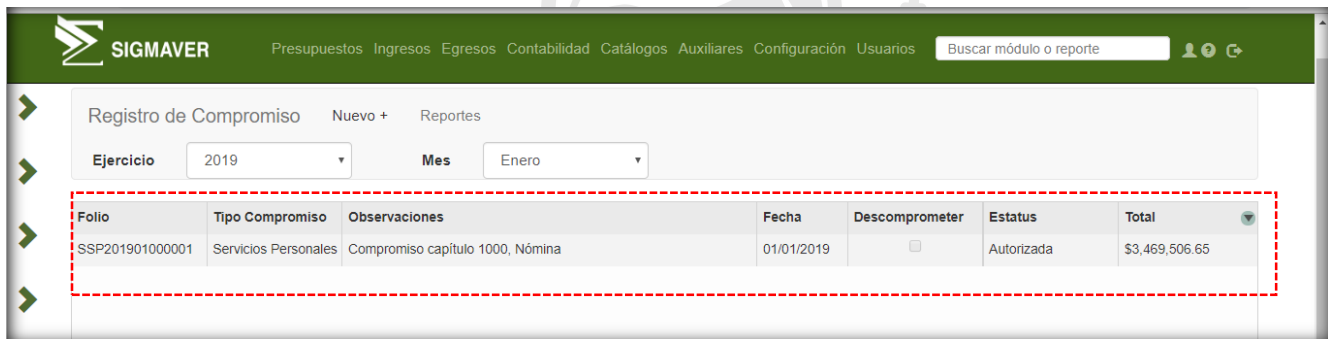 SIGMAVER Presupuestos Ingresos Egresos Contabilidad Catálogos Auxiliares Configuración Usuarios Buscar módulo o reporte
Registro de Compromiso Nuevo + Reportes
Ejercicio 2019 Mes Enero
Folio Tipo Compromiso Observaciones Fecha Descomprometer Estatus Total
SSP201901000001 Servicios Personales Compromiso capítulo 1000, Nómina 01/01/2019 Autorizada $3,469,506.65